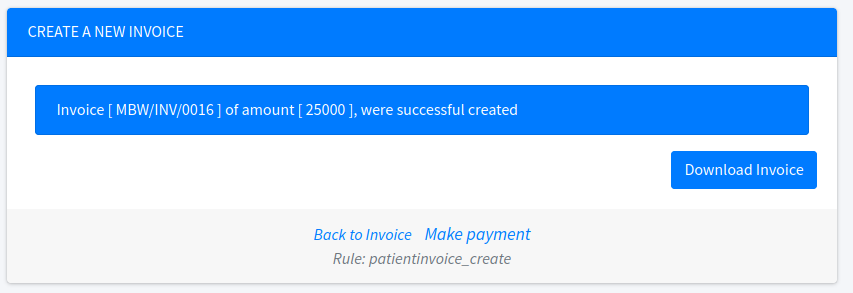 CREATE A NEW INVOICE
Invoice [ MBW/INV/0016 ] of amount [ 25000 ], were successful created
Download Invoice
Back to Invoice Make payment
Rule: patientinvoice_create